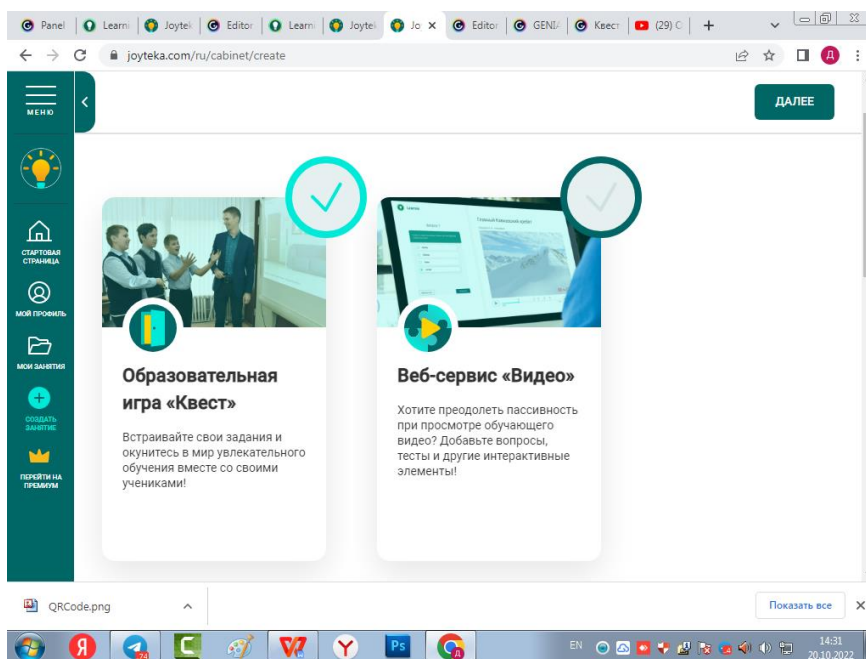 Panel
Learni
Joytek
Editor
Learni
Joytek
Jo
Editor
GENIA
Квест
(29) С
joyteka.com/ru/cabinet/create
Д
МЕНЮ
ДАЛЕЕ
СТАРТОВАЯ
СТРАНИЦА
МОЙ ПРОФИЛЬ
МОИ ЗАНЯТИЯ
СОЗДАТЬ
ЗАНЯТИЕ
ПЕРЕЙТИ НА
ПРЕМИУМ
Образовательная
игра «Квест»
Встраивайте свои задания и
окунитесь в мир увлекательного
обучения вместе со своими
учениками!
Веб-сервис «Видео»
Хотите преодолеть пассивность
при просмотре обучающего
видео? Добавьте вопросы,
тесты и другие интерактивные
элементы!
QRCode.png
Показать все
Я
74
Y
Ps
EN
14:31
20.10.2022